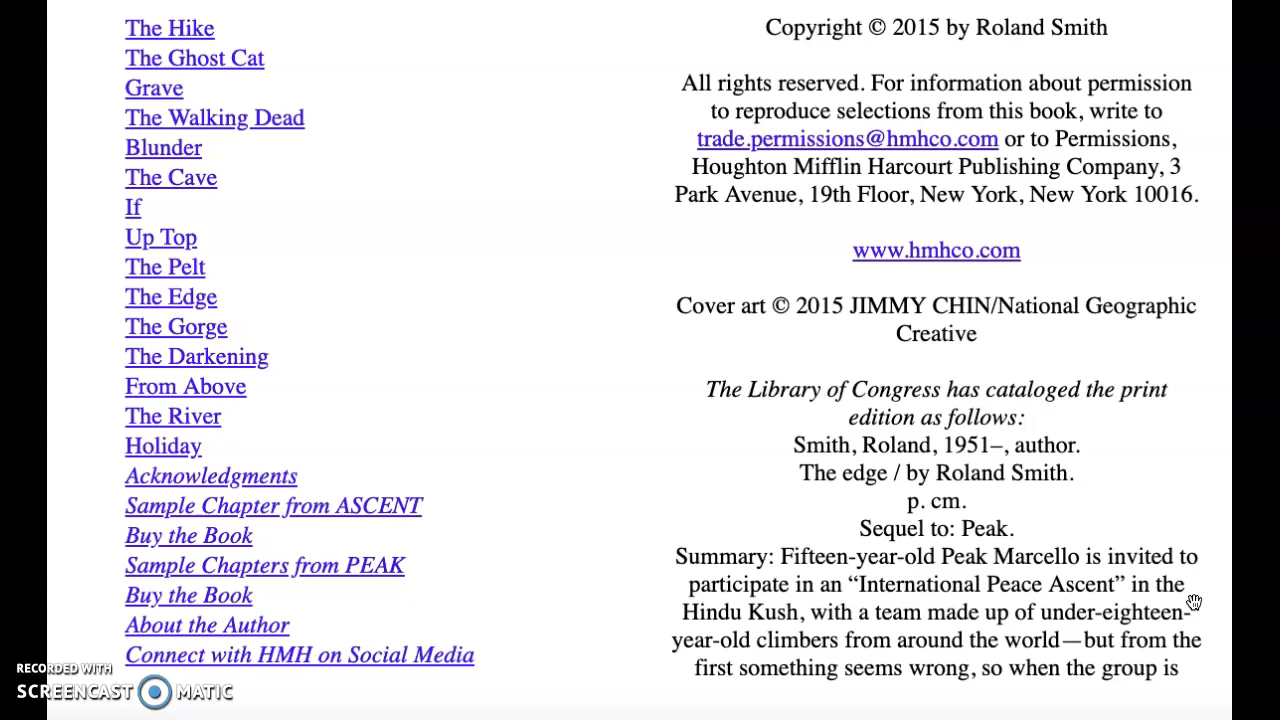 The Hike
The Ghost Cat
Grave
The Walking Dead
Blunder
The Cave
If
Up Top
The Pelt
The Edge
The Gorge
The Darkening
From Above
The River
Holiday
Acknowledgments
Sample Chapter from ASCENT
Buy the Book
Sample Chapters from PEAK
Buy the Book
About the Author
Connect with HMH on Social Media
RECORDED WITH
SCREENCAST MATIC
Copyright © 2015 by Roland Smith
All rights reserved. For information about permission
to reproduce selections from this book, write to
trade.permissions@hmhco.com or to Permissions,
Houghton Mifflin Harcourt Publishing Company, 3
Park Avenue, 19th Floor, New York, New York 10016.
www.hmhco.com
Cover art © 2015 JIMMY CHIN/National Geographic
Creative
The Library of Congress has cataloged the print
edition as follows:
Smith, Roland, 1951–, author.
The edge / by Roland Smith.
p. cm.
Sequel to: Peak.
Summary: Fifteen-year-old Peak Marcello is invited to
participate in an “International Peace Ascent” in the
Hindu Kush, with a team made up of under-eighteen-
year-old climbers from around the world—but from the
first something seems wrong, so when the group is